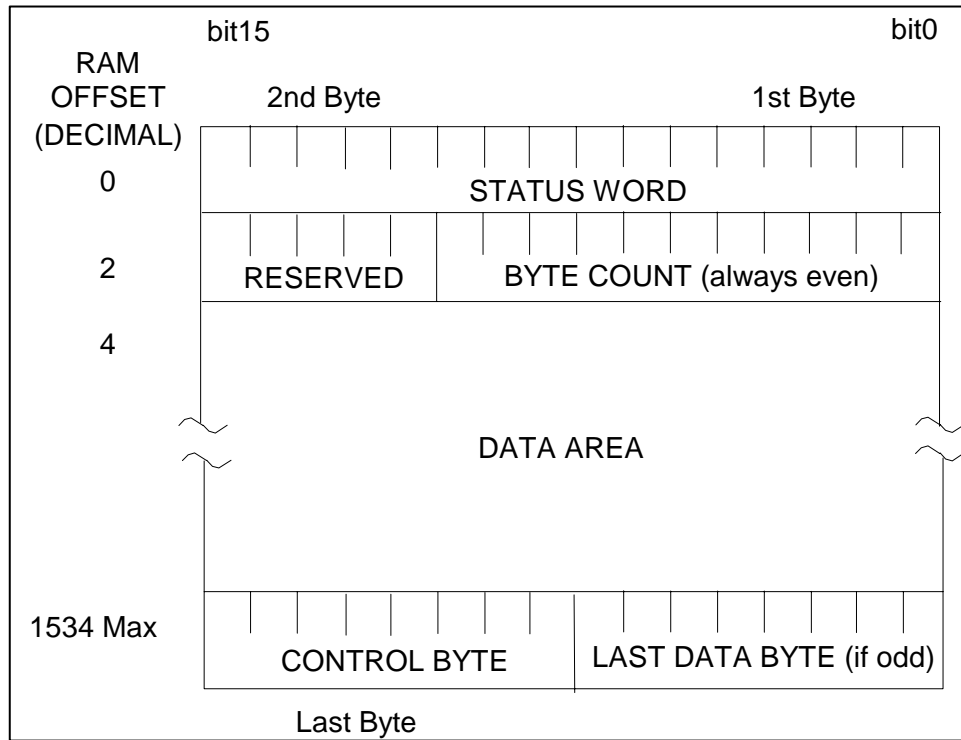 bit15 bit0
RAM
OFFSET
(DECIMAL)
2nd Byte 1st Byte
0 STATUS WORD
2 RESERVED BYTE COUNT (always even)
4
DATA AREA
1534 Max CONTROL BYTE LAST DATA BYTE (if odd)
Last Byte